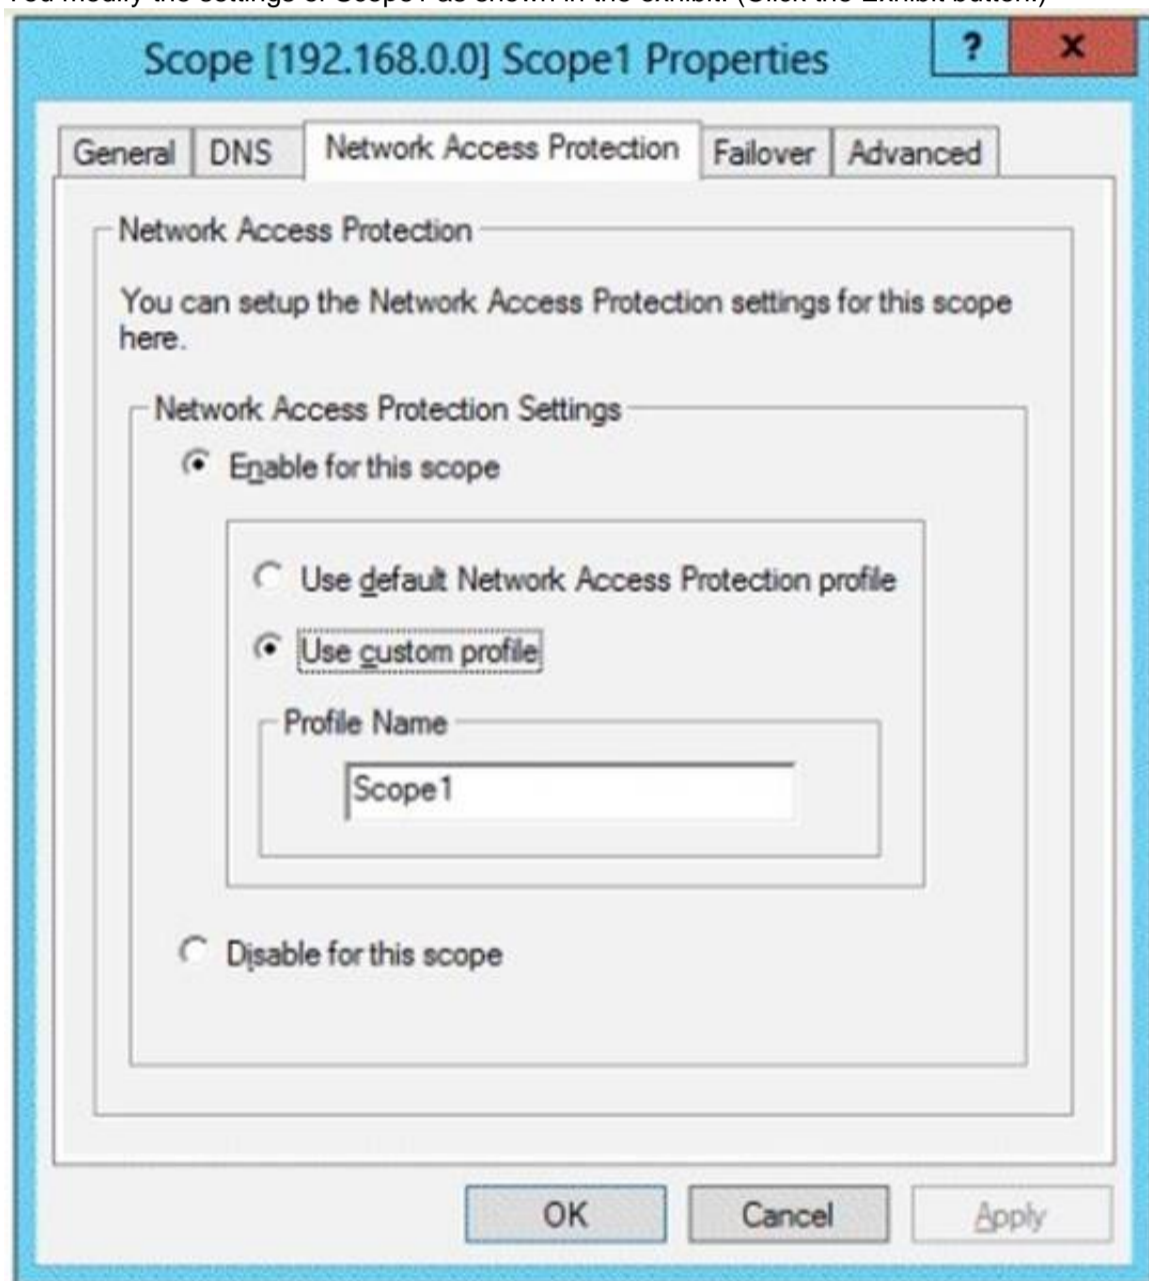 You modify the settings of Scope1 as shown in the exhibit. (Click the Exhibit button.)
Scope [192.168.0.0] Scope1 Properties
? x
General DNS Network Access Protection Failover Advanced
Network Access Protection
You can setup the Network Access Protection settings for this scope
here.
Network Access Protection Settings
Enable for this scope
Use default Network Access Protection profile
Use custom profile
Profile Name
Scope1
Disable for this scope
OK Cancel Apply